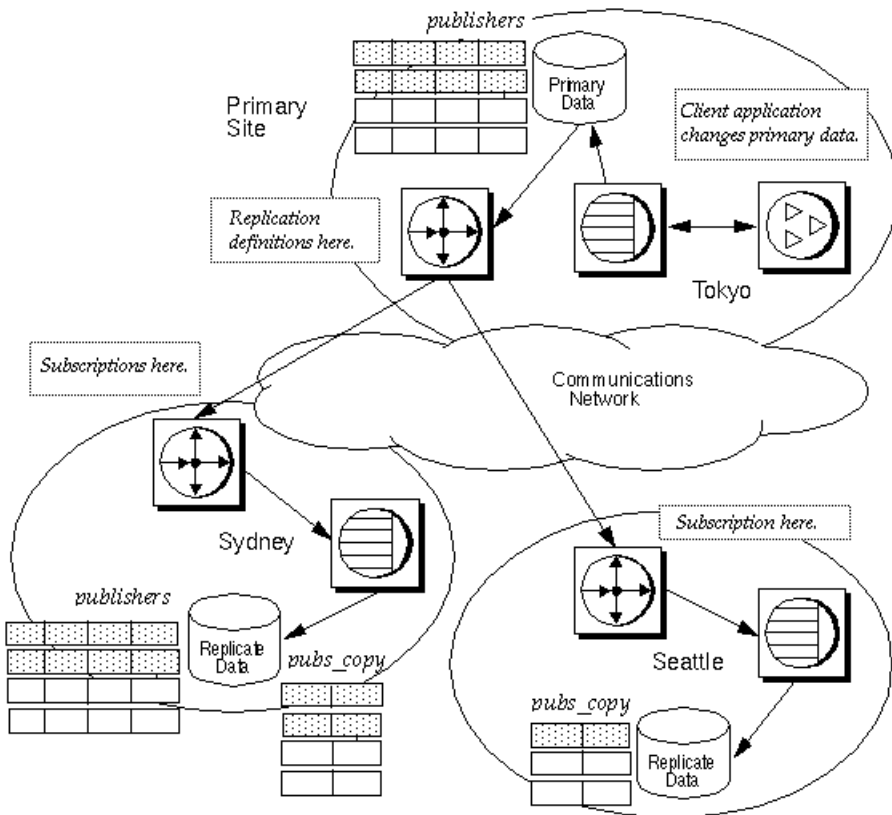 publishers
Primary
Data
Primary
Site
Client application
changes primary data.
Replication
definitions here.
Tokyo
Subscriptions here.
Communications
Network
Sydney
Subscription here.
publishers
Replicate
Data
pubs_copy
Seattle
pubs_copy
Replicate
Data